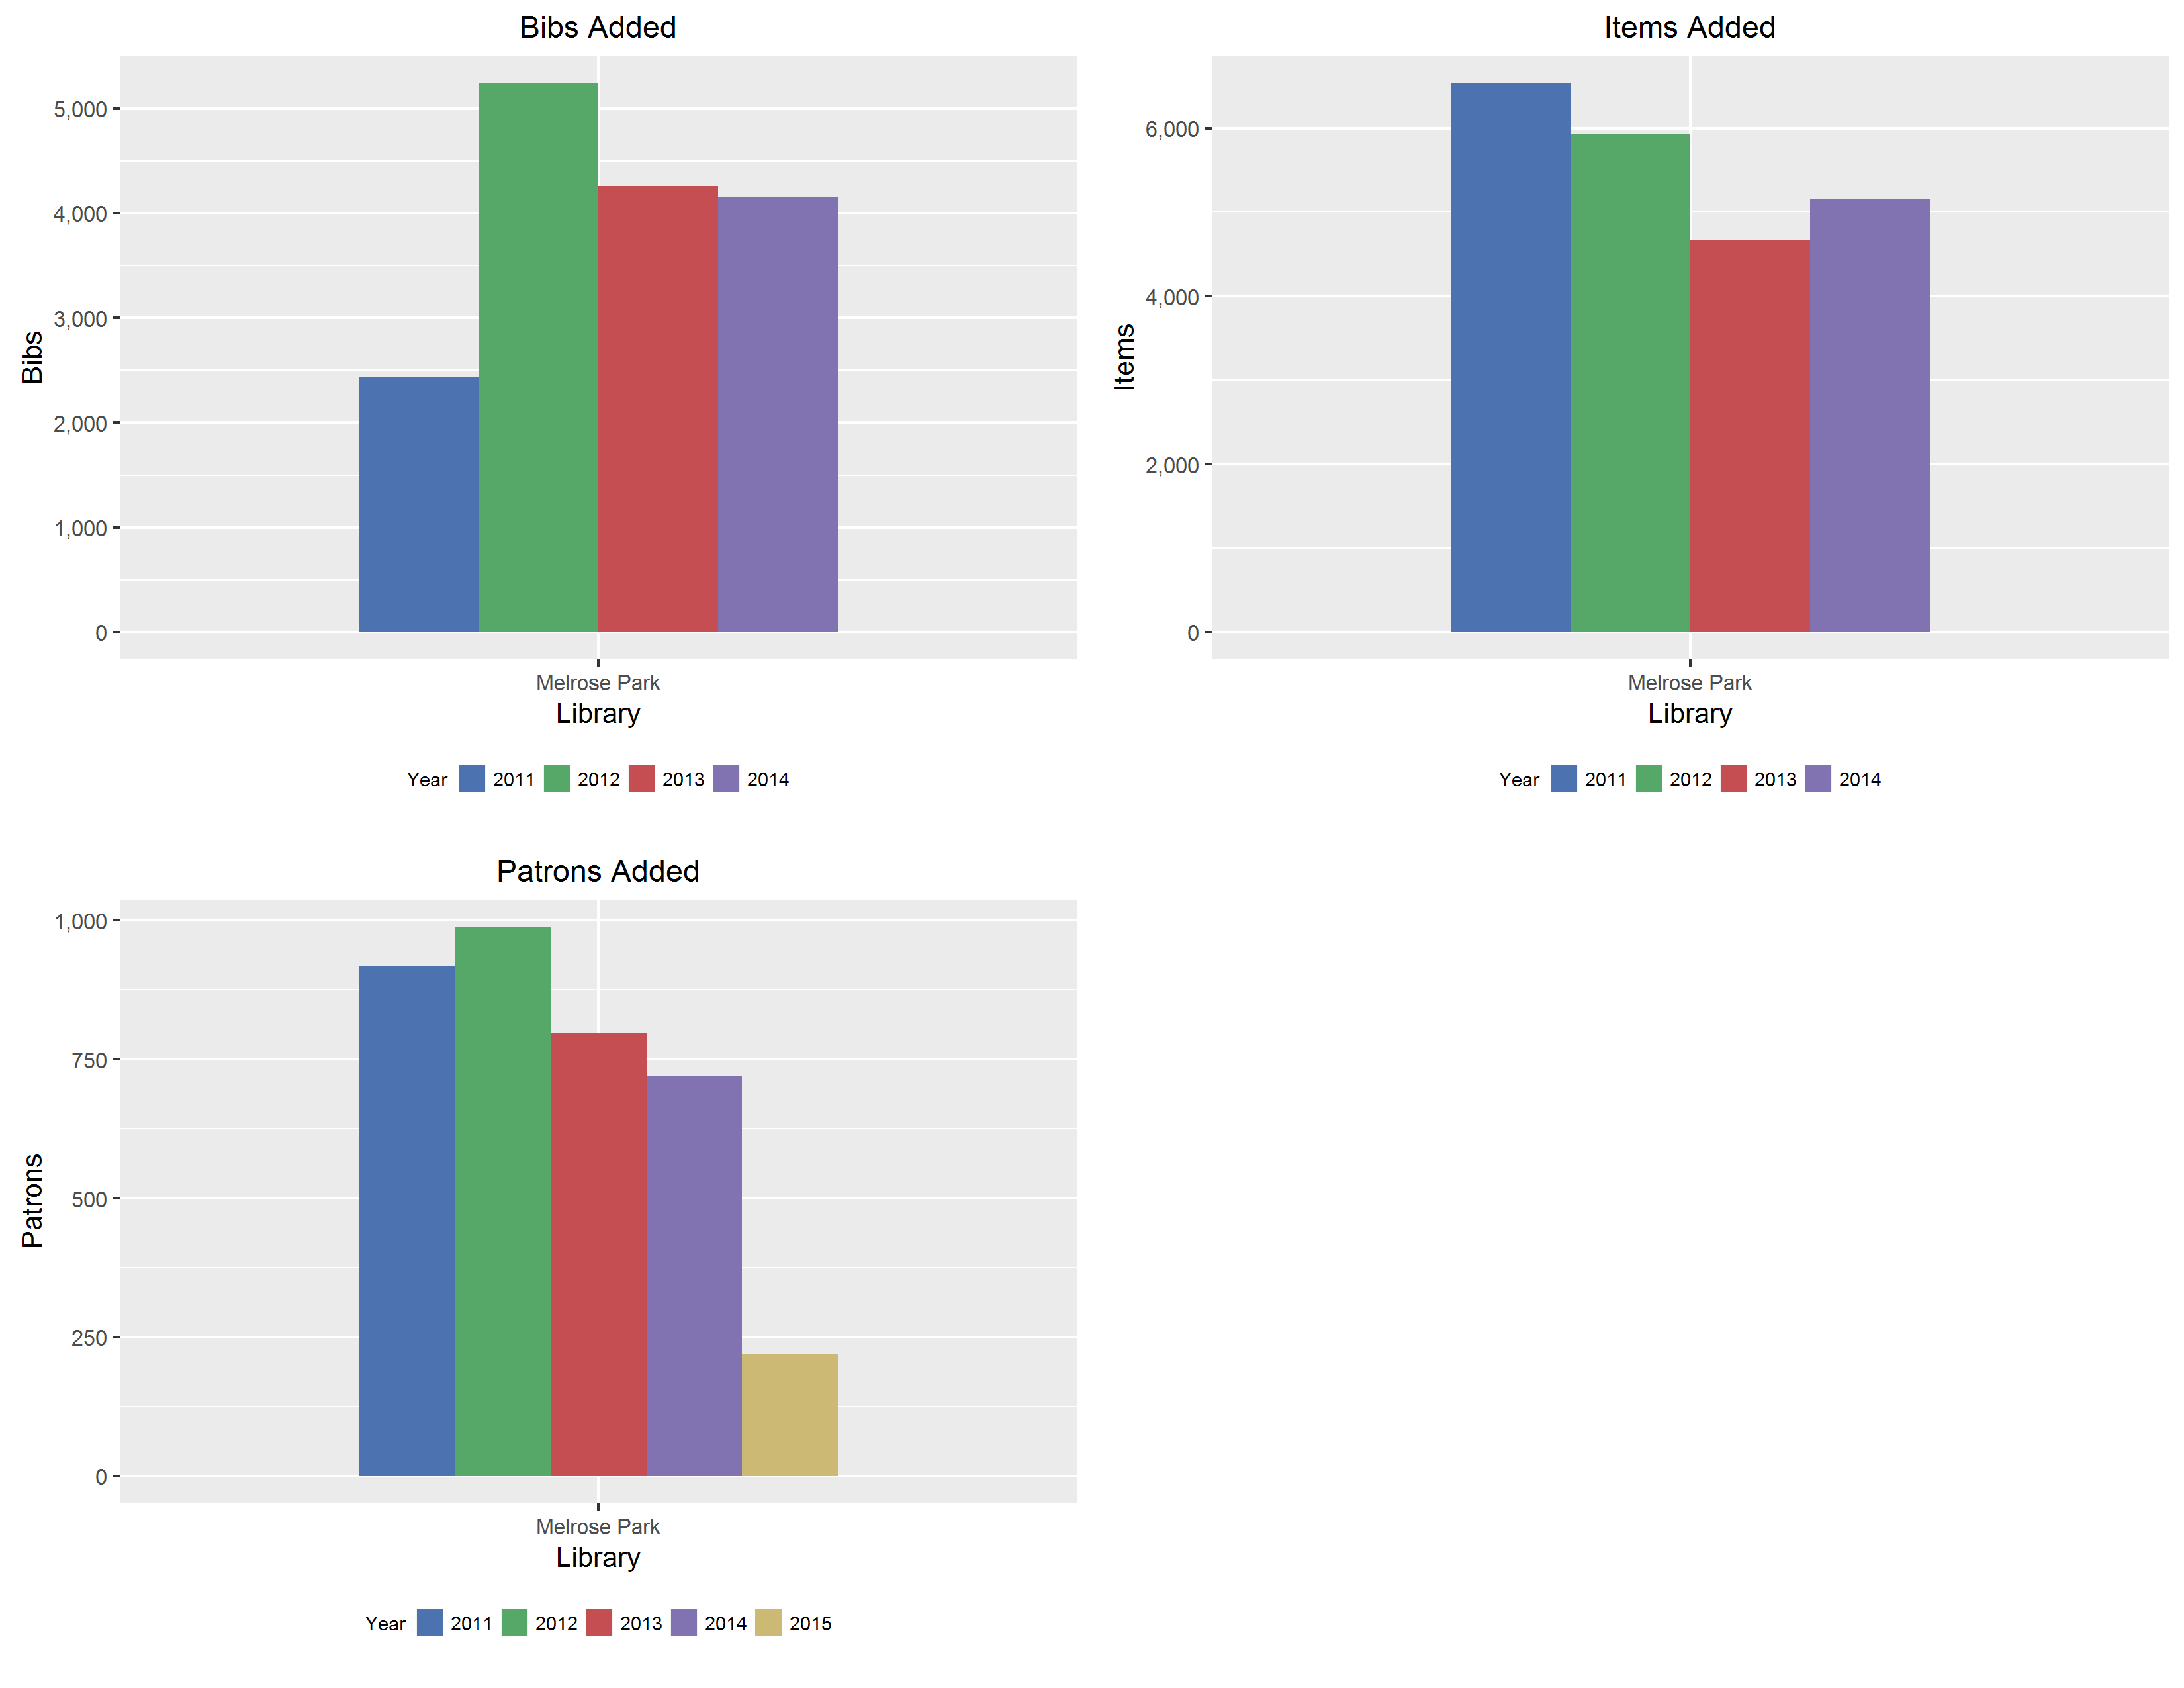 Bibs Added
Bibs
5,000
4,000
3,000
2,000
1,000
0
Melrose Park
Library
Year 2011 2012 2013 2014
Items Added
Items
6,000
4,000
2,000
0
Melrose Park
Library
Year 2011 2012 2013 2014
Patrons Added
Patrons
1,000
750
500
250
0
Melrose Park
Library
Year 2011 2012 2013 2014 2015